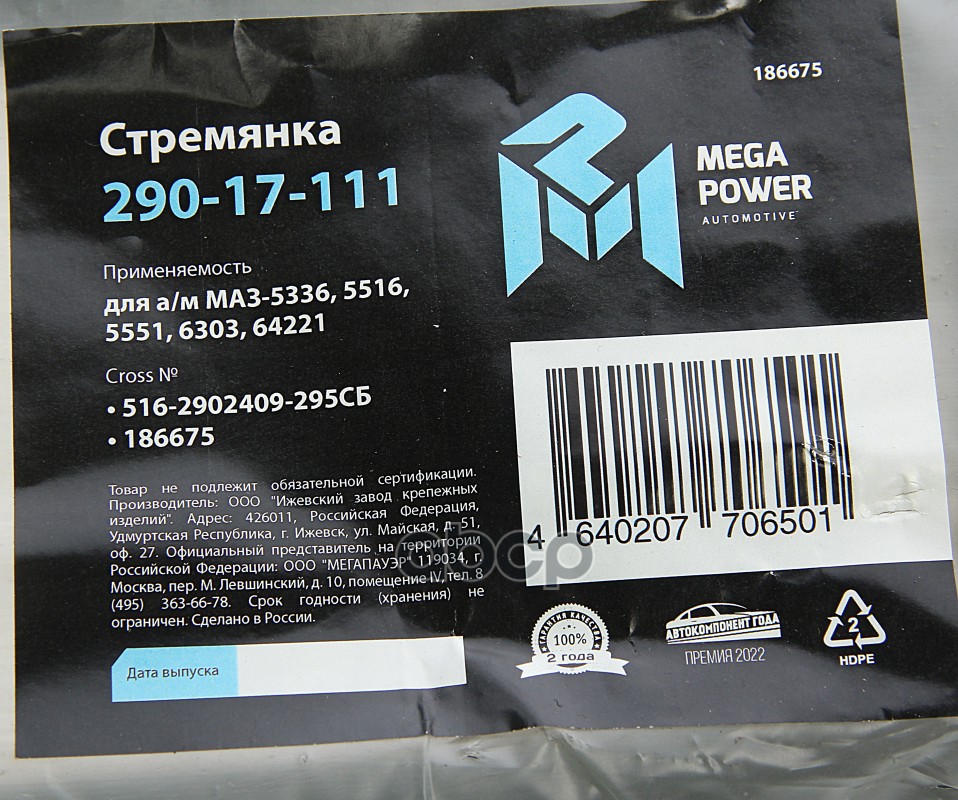 186675
Стремянка
290-17-111
MEGA
POWER
AUTOMOTIVE
Применяемость
для а/м МАЗ-5336, 5516,
5551, 6303, 64221
Cross №
• 516-2902409-295СБ
• 186675
Товар не подлежит обязательной сертификации.
Производитель: ООО "Ижевский завод крепежных
изделий". Адрес: 426011, Российская Федерация,
Удмуртская Республика, г. Ижевск, ул. Майская, д. 51,
оф. 27. Официальный представитель на территории
Российской Федерации: ООО "МЕГАПАУЭР" 119034, г.
Москва, пер. М. Левшинский, д. 10, помещение IV, тел. 8
(495) 363-66-78. Срок годности (хранения) не
ограничен. Сделано в России.
Дата выпуска
4 640207 706501
abcp
ГАРАНТИЯ КАЧЕСТВА
100%
2 года
АВТОКОМПОНЕНТ ГОДА
ПРЕМИЯ 2022
2
HDPE